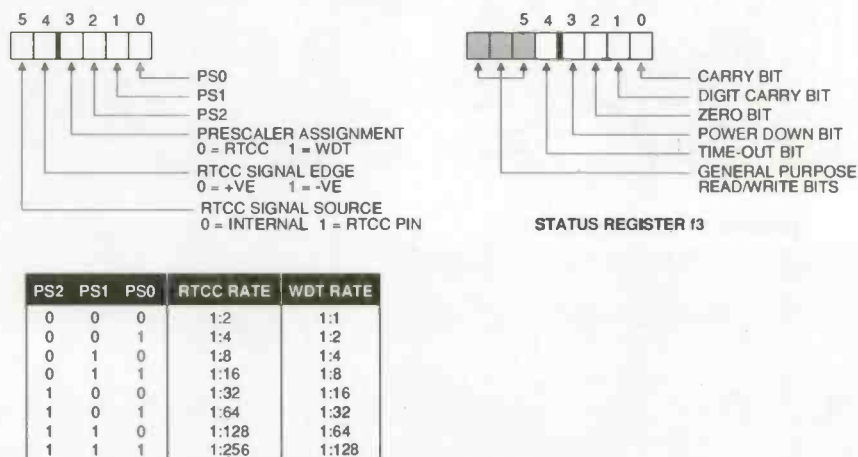 5 4 3 2 1 0
PS0
PS1
PS2
PRESCALER ASSIGNMENT
0 = RTCC 1 = WDT
RTCC SIGNAL EDGE
0 = +VE 1 = -VE
RTCC SIGNAL SOURCE
0 = INTERNAL 1 = RTCC PIN
5 4 3 2 1 0
CARRY BIT
DIGIT CARRY BIT
ZERO BIT
POWER DOWN BIT
TIME-OUT BIT
GENERAL PURPOSE
READ/WRITE BITS
STATUS REGISTER f3
PS2 PS1 PS0 RTCC RATE WDT RATE
0 0 0 1:2 1:1
0 0 1 1:4 1:2
0 1 0 1:8 1:4
0 1 1 1:16 1:8
1 0 0 1:32 1:16
1 0 1 1:64 1:32
1 1 0 1:128 1:64
1 1 1 1:256 1:128